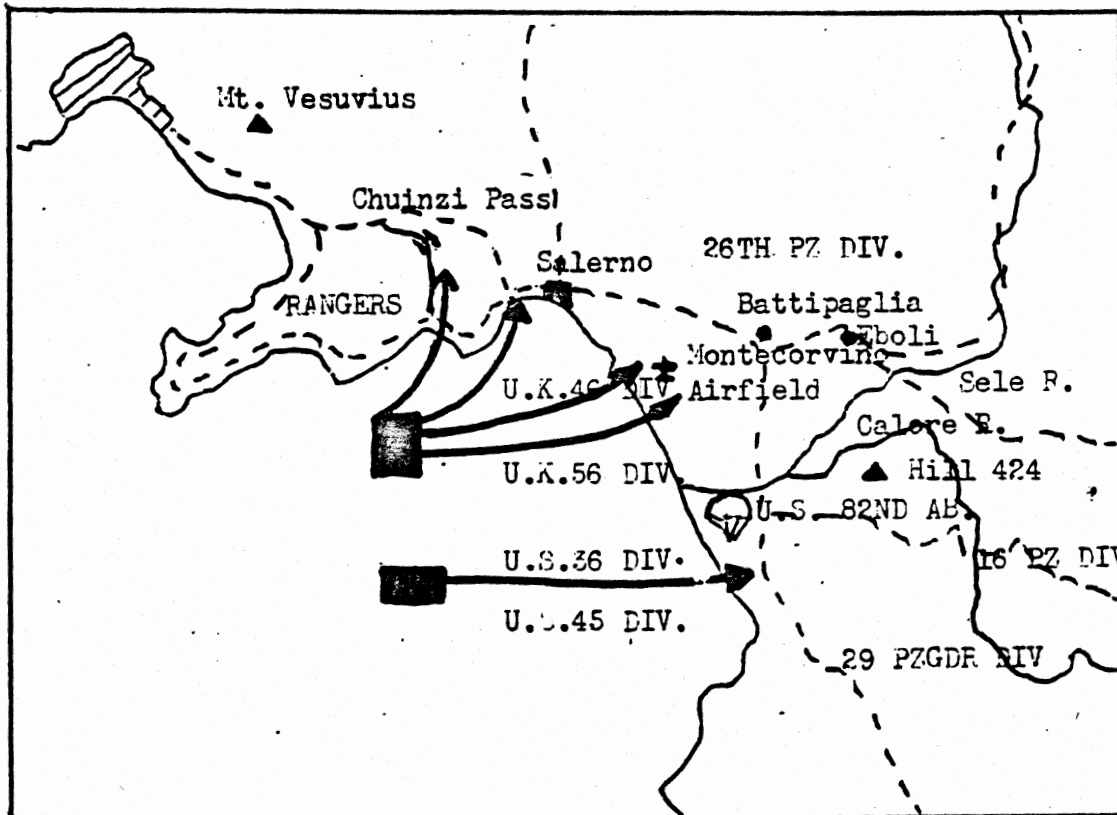 Mt. Vesuvius
Chuinzi Pass
Salerno
26TH PZ DIV.
RANGERS
Battipaglia
Eboli
Montecorvino
Airfield
U.K.46 DIV
Sele R.
Calore R.
U.K.56 DIV.
Hill 424
U.S. 82ND AB.
U.S.36 DIV.
16 PZ DIV
U.S.45 DIV.
29 PZGDR DIV